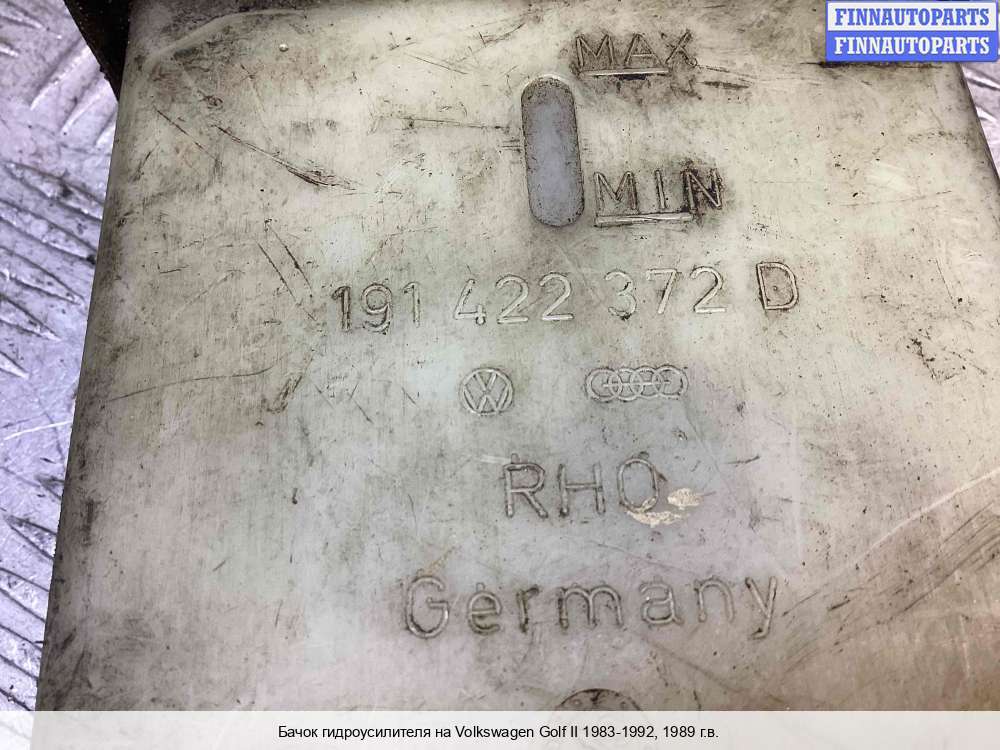 FINNAUTOPARTS
FINNAUTOPARTS
MAX
MIN
191 422 372 D
RHO
Germany
Бачок гидроусилителя на Volkswagen Golf II 1983-1992, 1989 г.в.